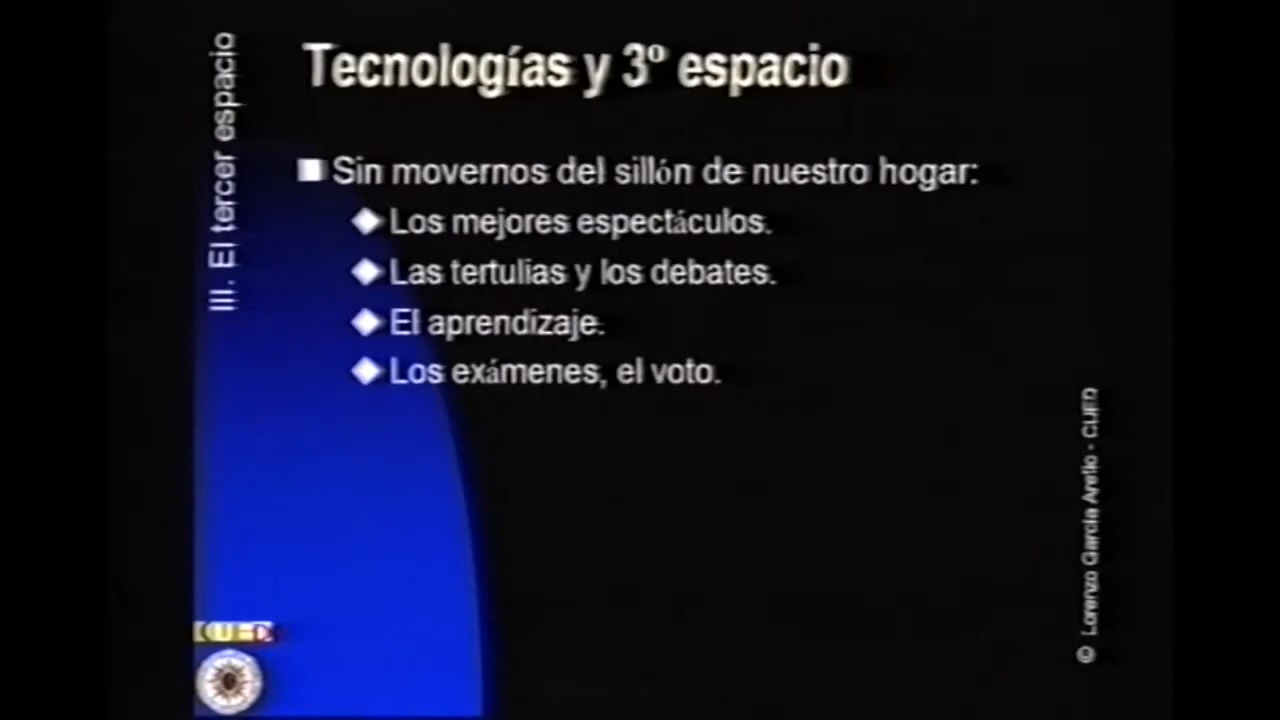 III. El tercer espacio
Tecnologías y 3º espacio
Sin movernos del sillón de nuestro hogar:
Los mejores espectáculos.
Las tertulias y los debates.
El aprendizaje.
Los exámenes, el voto.
© Lorenzo García Aretio - CUED
CUED